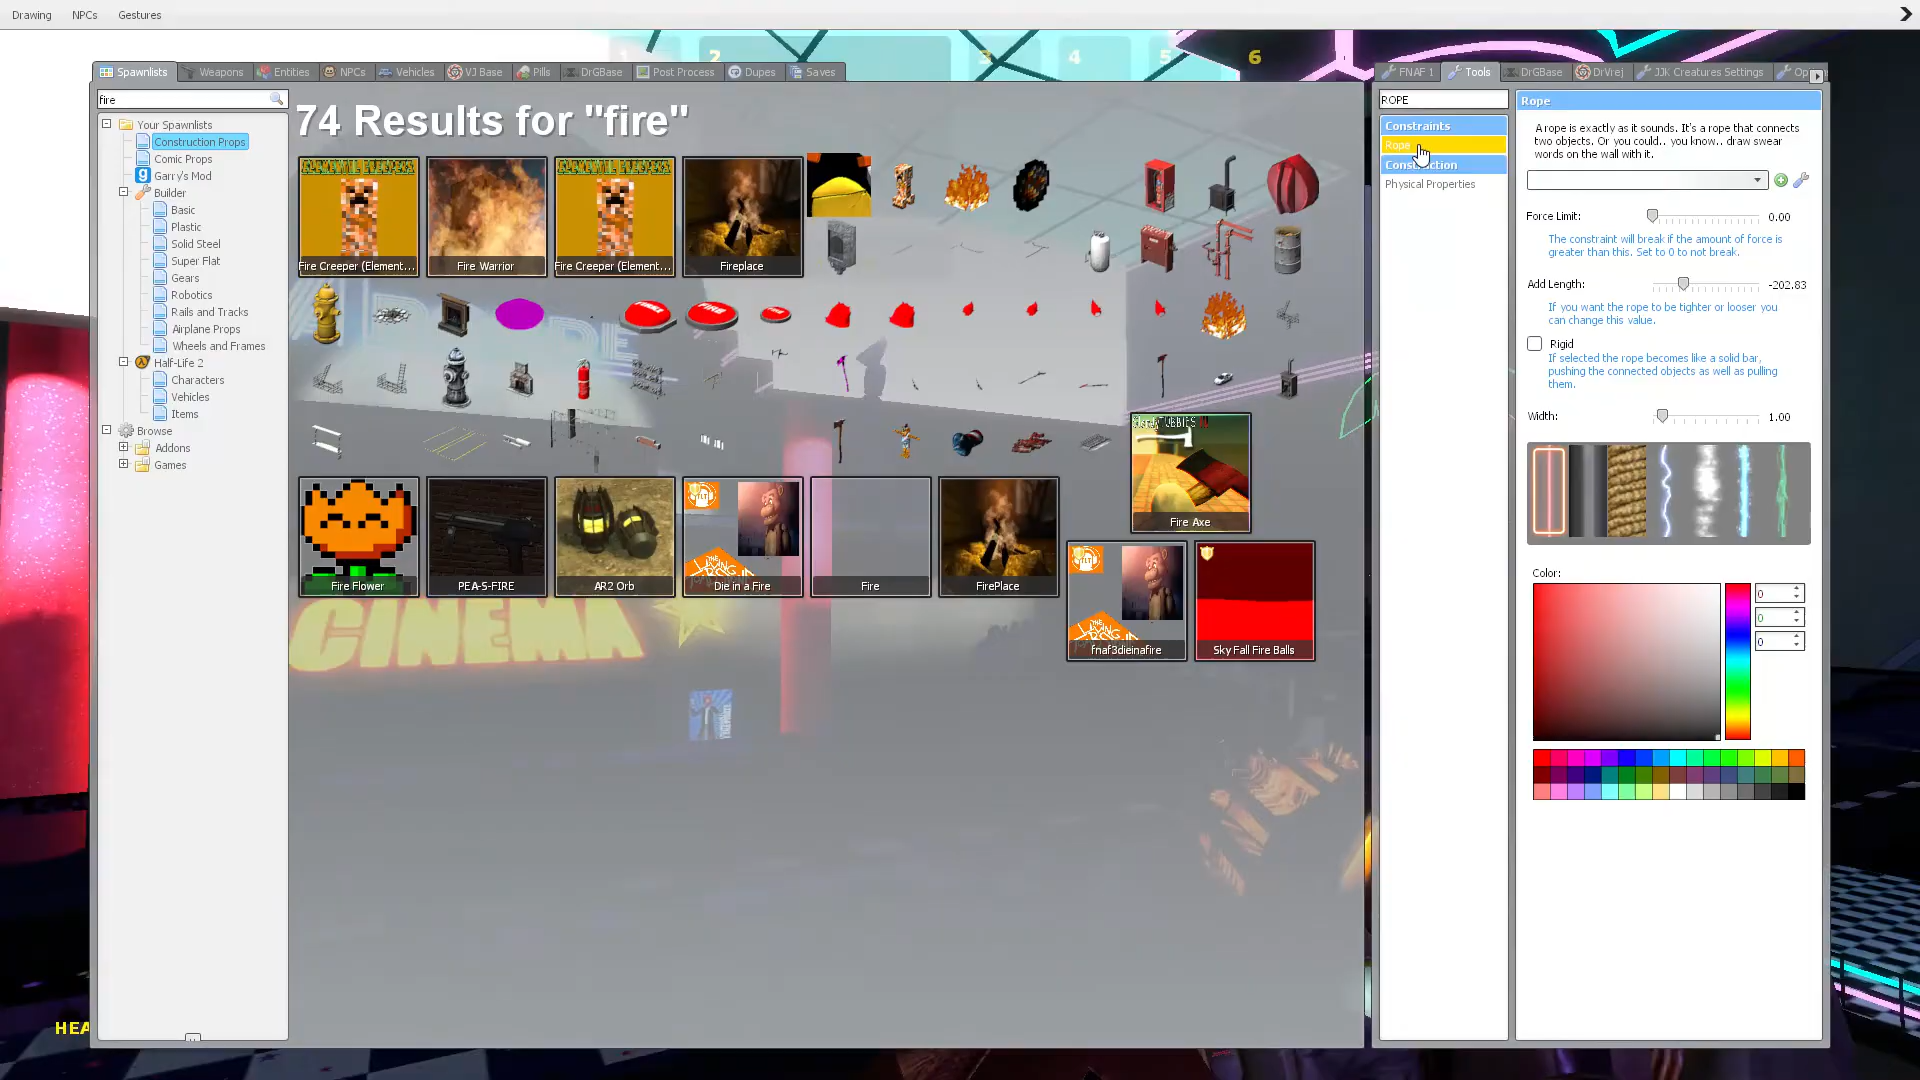 Drawing NPCs Gestures
1 2 3 4 5 6
Spawnlists Weapons Entities NPCs Vehicles VJ Base Pills DrGBase Post Process Dupes Saves
FNAF 1 Tools DrGBase DrVrej JJK Creatures Settings
fire
74 Results for "fire"
Your Spawnlists
Construction Props
Comic Props
Garry's Mod
Builder
Basic
Plastic
Solid Steel
Super Flat
Gears
Robotics
Rails and Tracks
Airplane Props
Wheels and Frames
Half-Life 2
Characters
Vehicles
Items
Browse
Addons
Games
Fire Creeper (Element...
Fire Warrior
Fire Creeper (Element...
Fireplace
FIRE FIRE
Fire Axe
Fire Flower
PEA-S-FIRE
AR2 Orb
Die in a Fire
Fire
FirePlace
fnaf3dieinafire
Sky Fall Fire Balls
CINEMA
HEA
ROPE
Constraints
Rope
Construction
Physical Properties
Rope
A rope is exactly as it sounds. It's a rope that connects
two objects. Or you could.. you know.. draw swear
words on the wall with it.
Force Limit: 0.00
The constraint will break if the amount of force is
greater than this. Set to 0 to not break.
Add Length: -202.83
If you want the rope to be tighter or looser you
can change this value.
Rigid
If selected the rope becomes like a solid bar,
pushing the connected objects as well as pulling
them.
Width: 1.00
Color:
0
0
0